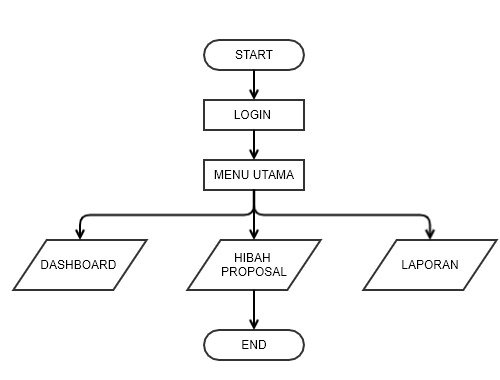 START
LOGIN
MENU UTAMA
DASHBOARD
HIBAH
PROPOSAL
LAPORAN
END